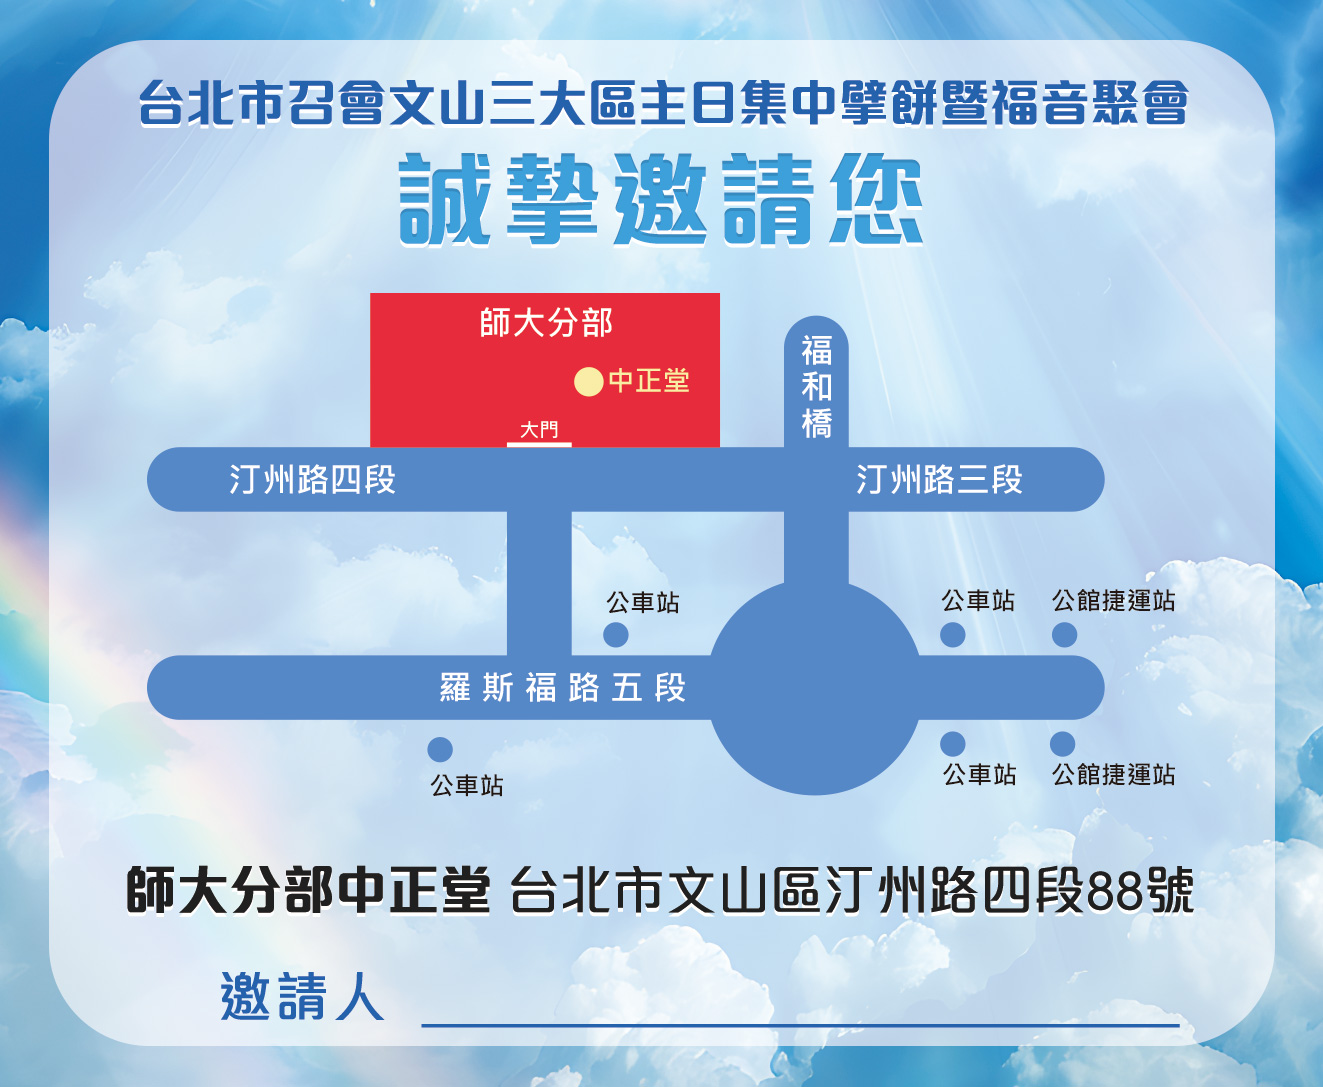 台北市召會文山三大區主日集中擘餅暨福音聚會
誠摯邀請您
師大分部
中正堂
大門
福和橋
汀州路四段
汀州路三段
公車站
公車站
公館捷運站
羅斯福路五段
公車站
公車站
公館捷運站
師大分部中正堂 台北市文山區汀州路四段88號
邀請人